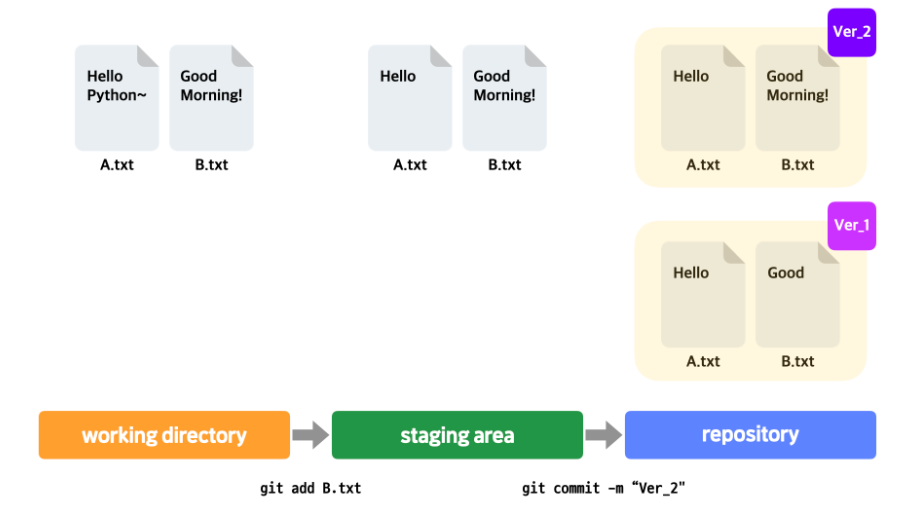 Ver_2
Hello
Python~
Good
Morning!
A.txt
B.txt
Hello
Good
Morning!
A.txt
B.txt
Hello
Good
Morning!
A.txt
B.txt
Ver_1
Hello
Good
A.txt
B.txt
working directory
staging area
repository
git add B.txt
git commit -m “Ver_2"